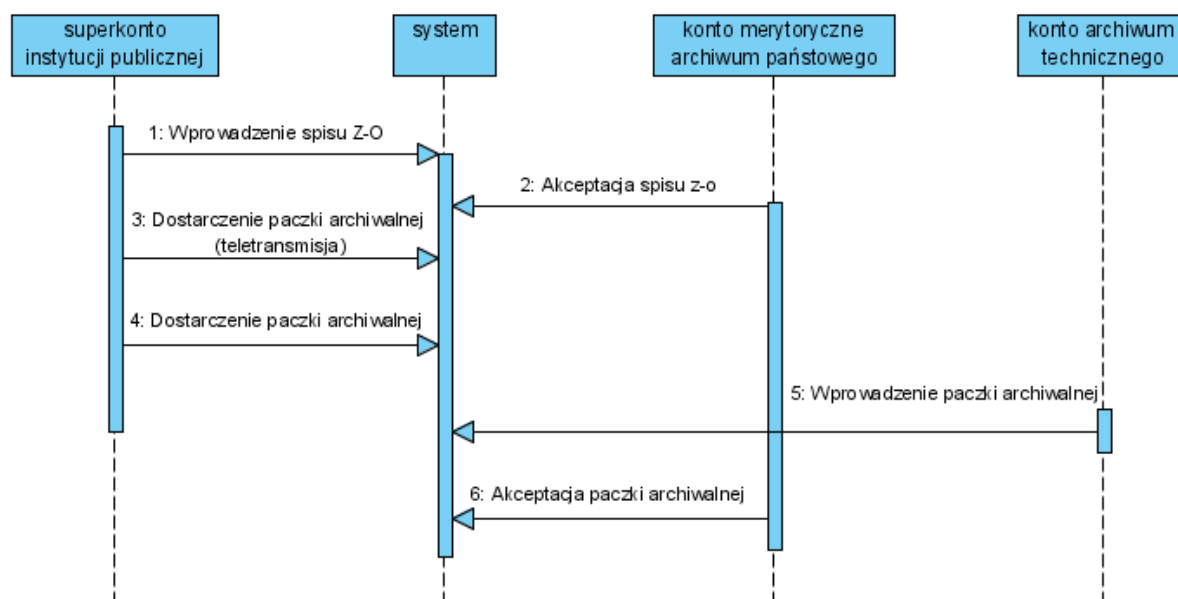 superkonto
instytucji publicznej
system
konto merytoryczne
archiwum państowego
konto archiwum
technicznego
1: Wprowadzenie spisu Z-O
2: Akceptacja spisu z-o
3: Dostarczenie paczki archiwalnej
(teletransmisja)
4: Dostarczenie paczki archiwalnej
5: Wprowadzenie paczki archiwalnej
6: Akceptacja paczki archiwalnej